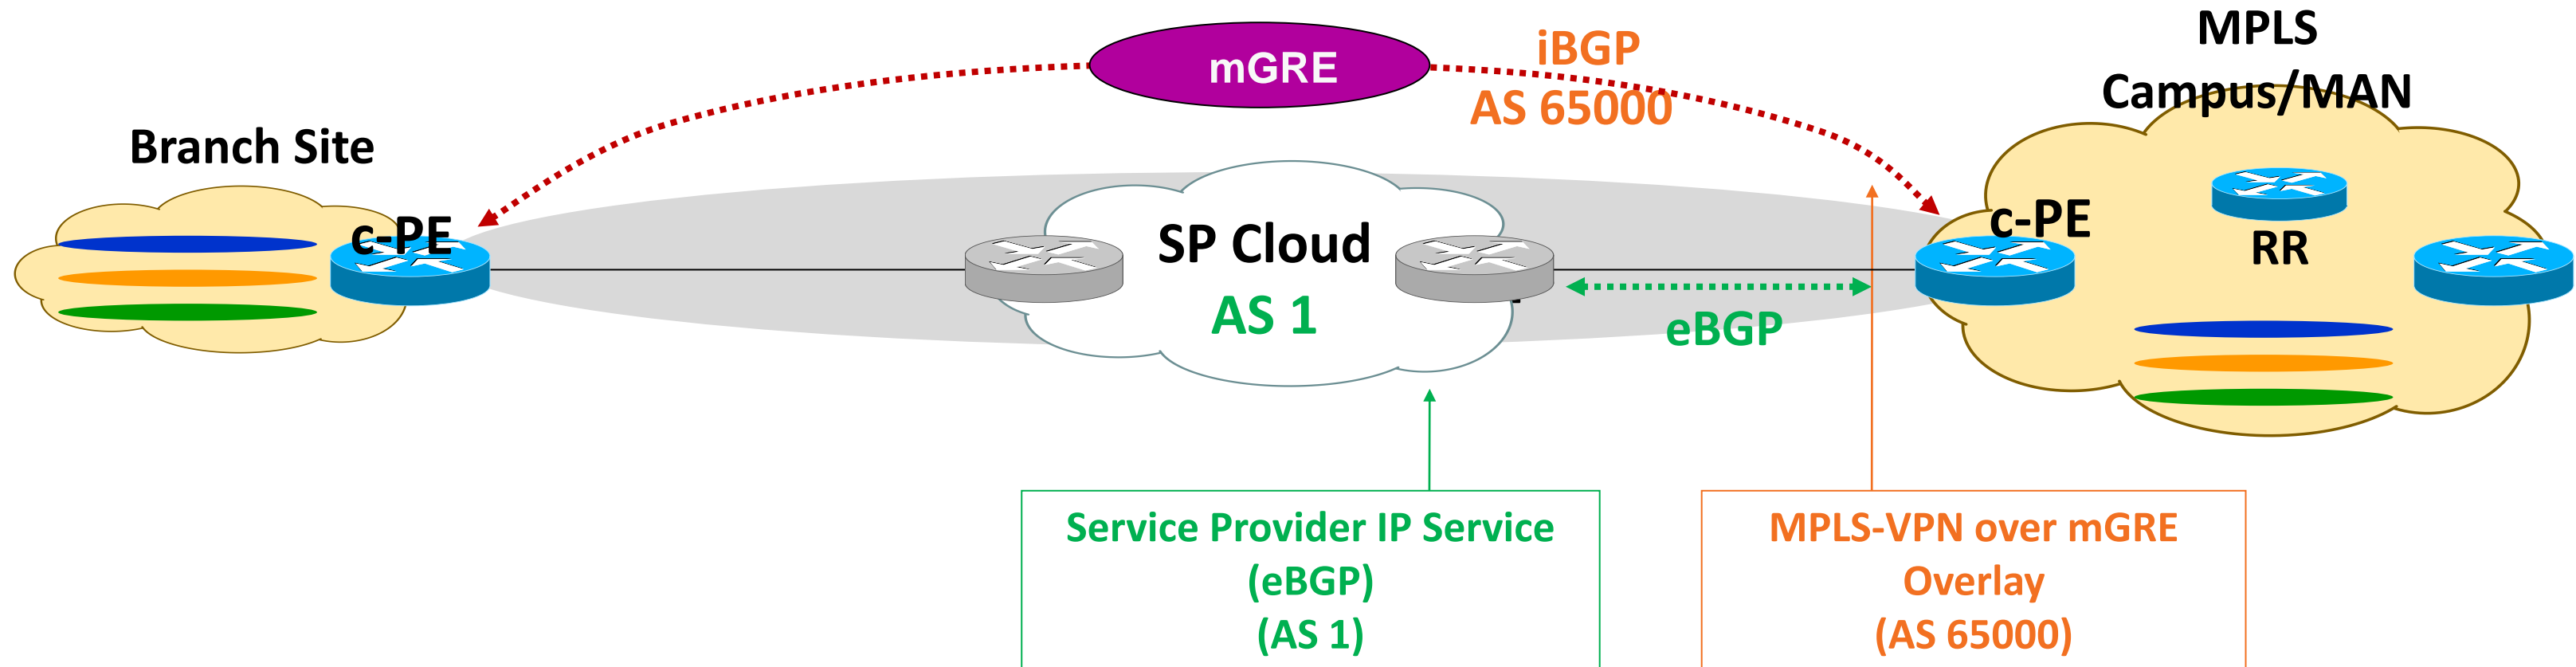 MPLS
Campus/MAN
mGRE
iBGP
AS 65000
Branch Site
c-PE
SP Cloud
AS 1
c-PE
RR
eBGP
Service Provider IP Service
(eBGP)
(AS 1)
MPLS-VPN over mGRE
Overlay
(AS 65000)